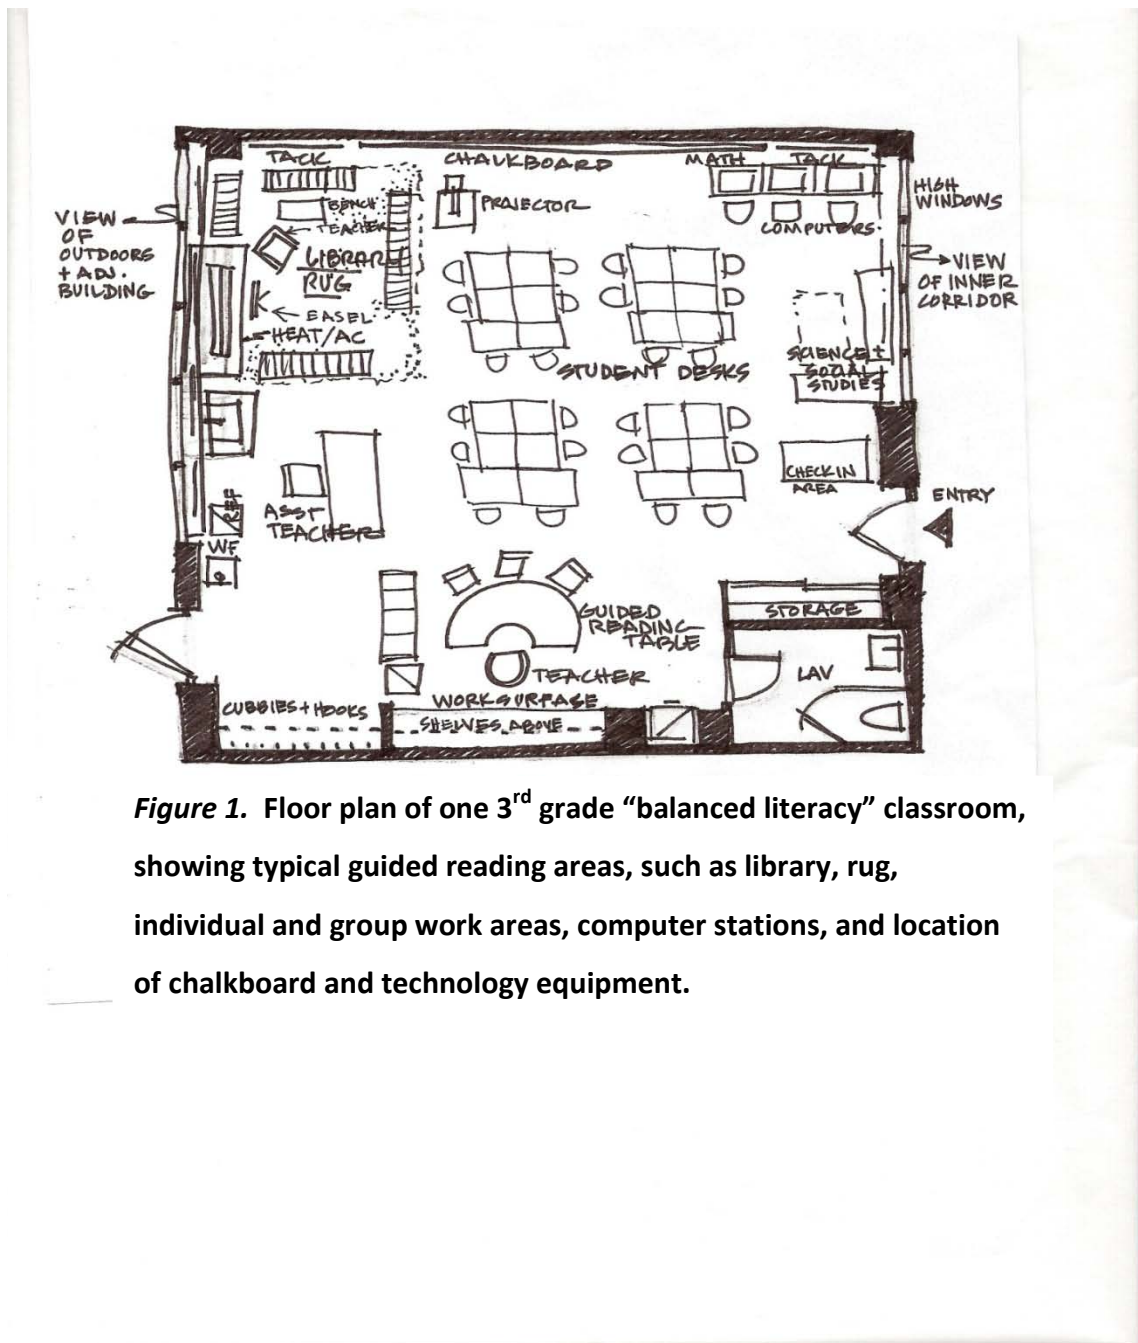 TACK
CHALKBOARD
MATH
TACK
HIGH
WINDOWS
BENCH
PROJECTOR
VIEW
OF
OUTDOORS
+ ADJ.
BUILDING
TEACHER
COMPUTERS
LIBRARY
RUG
VIEW
OF INNER
CORRIDOR
EASEL
HEAT/AC
SCIENCE +
SOCIAL
STUDIES
STUDENT DESKS
CHECK IN
AREA
ENTRY
REF
ASST
TEACHER
WF
GUIDED
READING
TABLE
STORAGE
TEACHER
LAV
WORKSURFACE
CUBBIES + HOOKS
SHELVES ABOVE
Figure 1. Floor plan of one 3rd grade “balanced literacy” classroom,
showing typical guided reading areas, such as library, rug,
individual and group work areas, computer stations, and location
of chalkboard and technology equipment.